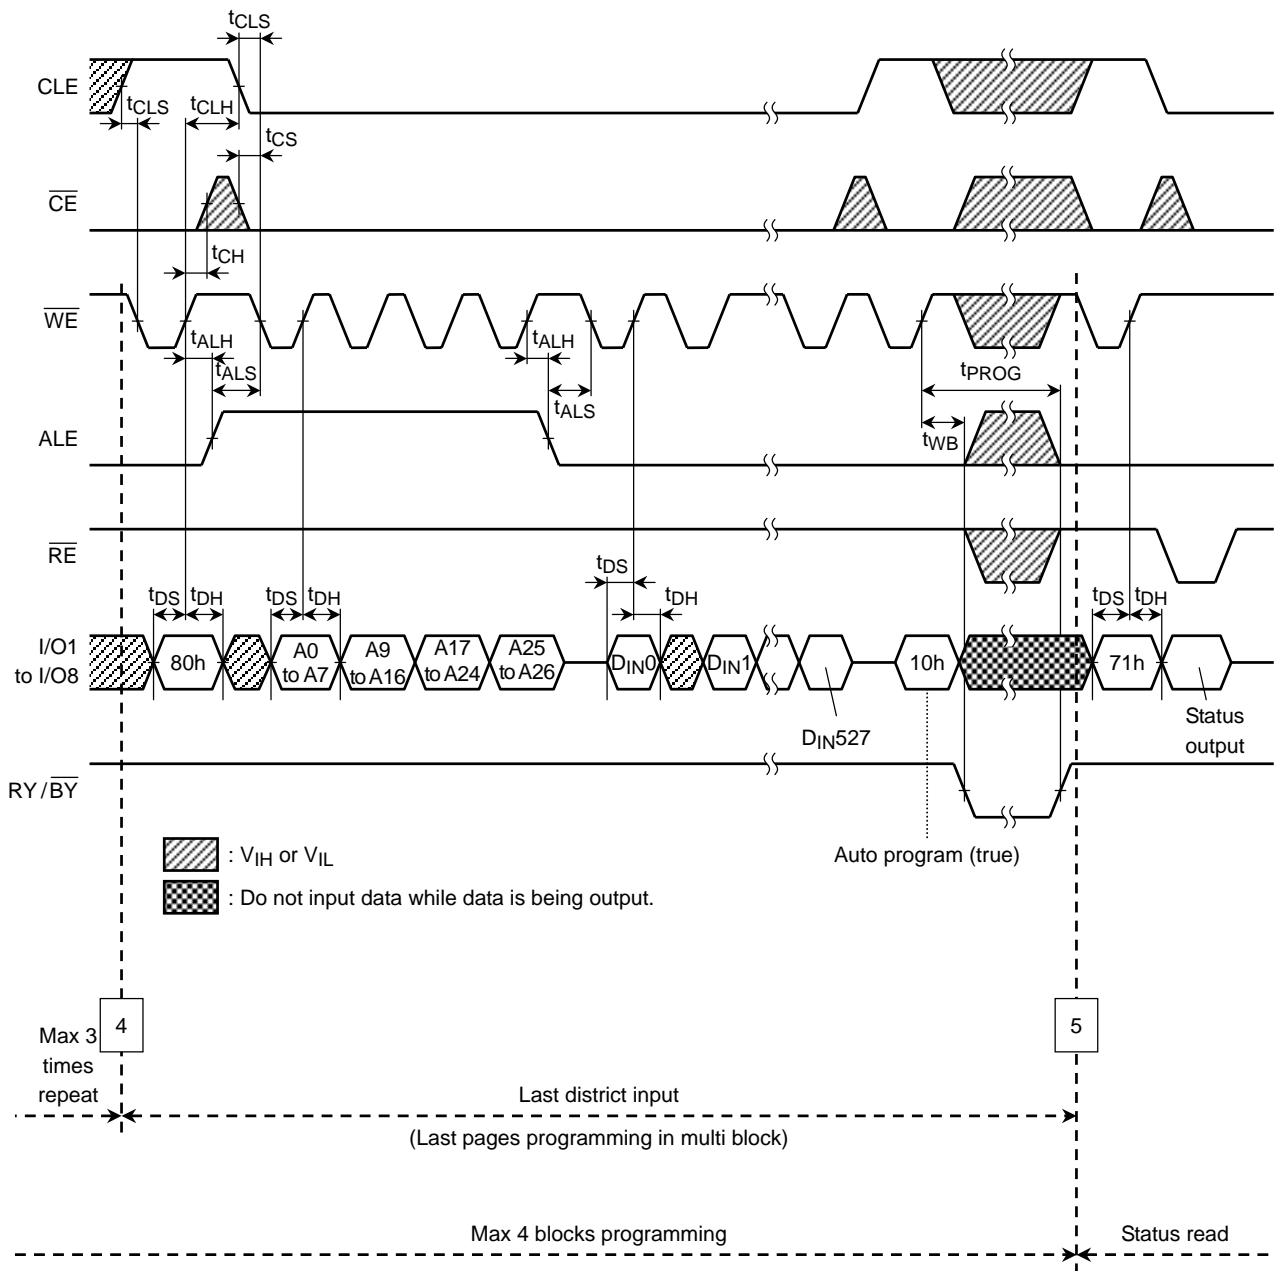 tCLS
CLE
tCLS
tCLH
tCS
CE
tCH
WE
tALH
tALS
tALH
tALS
tPROG
ALE
tWB
RE
tDS
tDH
tDS
tDH
tDS
tDH
tDS
tDH
I/O1
to I/O8
80h
A0
to A7
A9
to A16
A17
to A24
A25
to A26
DIN0
DIN1
DIN527
10h
71h
Status
output
RY/BY
Auto program (true)
: VIH or VIL
: Do not input data while data is being output.
4
5
Max 3
times
repeat
Last district input
(Last pages programming in multi block)
Max 4 blocks programming
Status read